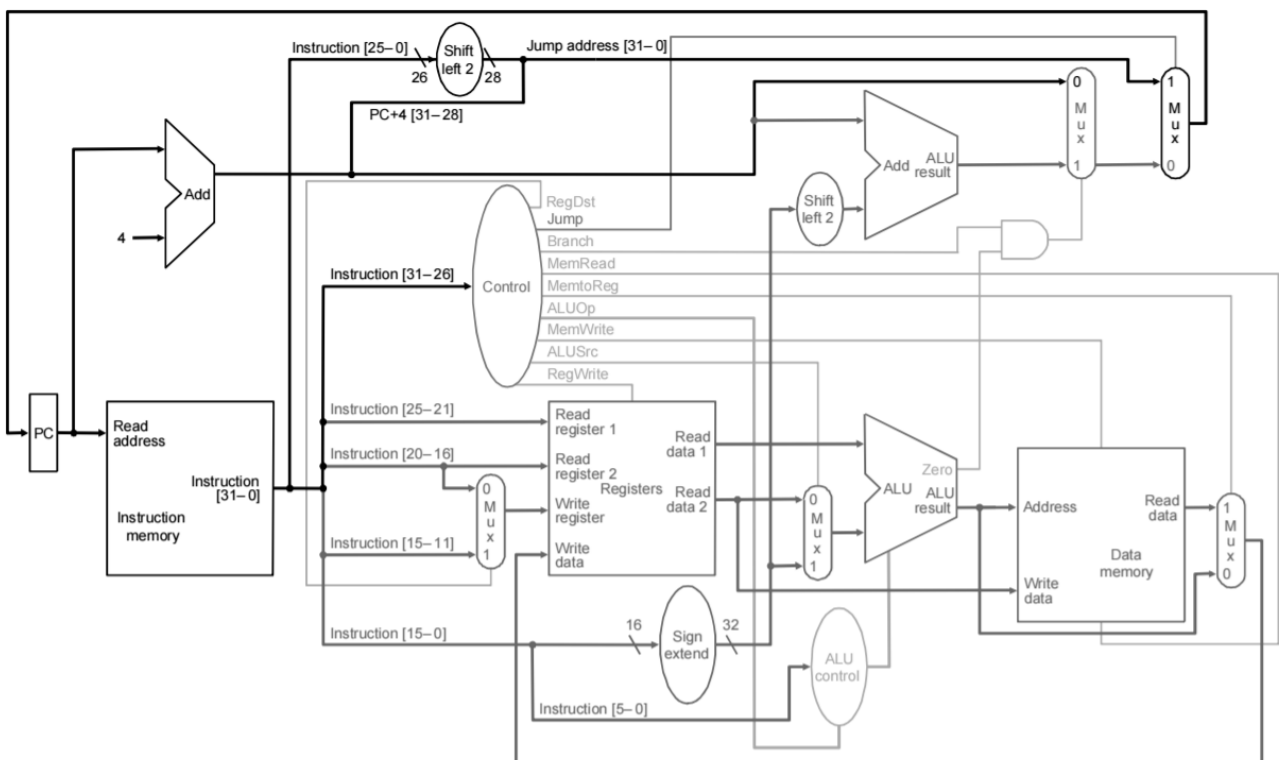 Instruction [25–0]
Shift
left 2
Jump address [31–0]
26
28
PC+4 [31–28]
0
M
u
x
1
1
M
u
x
0
Add
ALU
result
Add
Shift
left 2
4
RegDst
Jump
Branch
MemRead
MemtoReg
ALUOp
MemWrite
ALUSrc
RegWrite
Instruction [31–26]
Control
PC
Read
address
Instruction
[31–0]
Instruction
memory
Instruction [25–21]
Instruction [20–16]
Instruction [15–11]
0
M
u
x
1
Read
register 1
Read
register 2
Registers
Write
register
Write
data
Read
data 1
Read
data 2
0
M
u
x
1
Zero
ALU
ALU
result
Address
Read
data
Data
memory
Write
data
1
M
u
x
0
Instruction [15–0]
16
Sign
extend
32
ALU
control
Instruction [5–0]